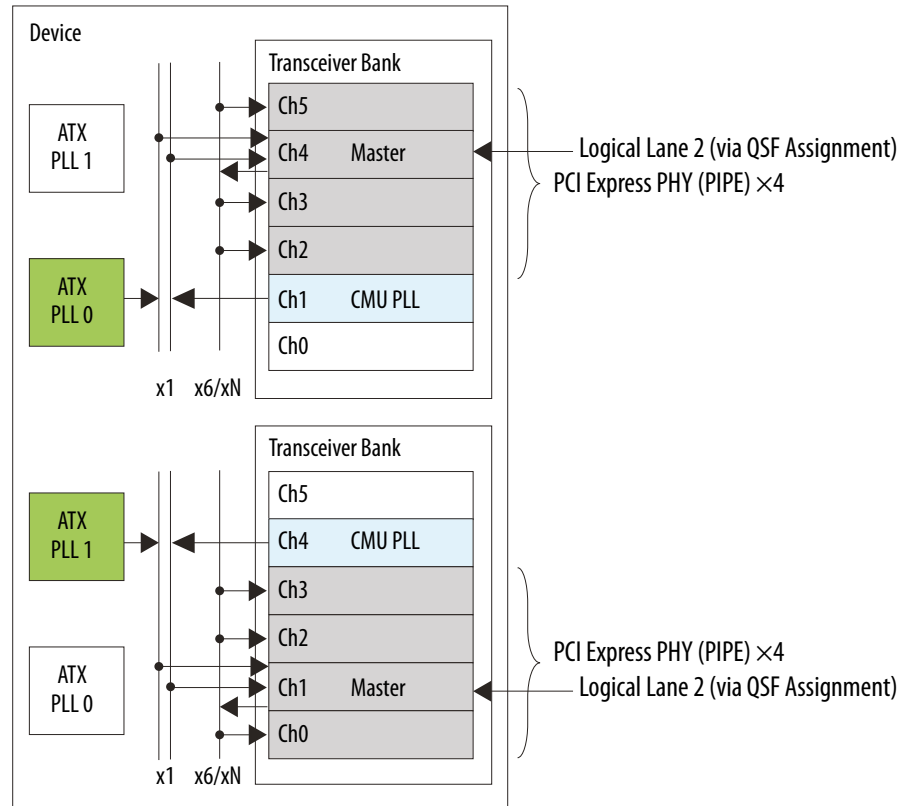 Device
Transceiver Bank
ATX
PLL 1
Ch5
Ch4 Master
Ch3
Ch2
Ch1 CMU PLL
Ch0
ATX
PLL 0
x1 x6/xN
Logical Lane 2 (via QSF Assignment)
PCI Express PHY (PIPE) ×4
Transceiver Bank
ATX
PLL 1
Ch5
Ch4 CMU PLL
Ch3
Ch2
Ch1 Master
Ch0
ATX
PLL 0
x1 x6/xN
PCI Express PHY (PIPE) ×4
Logical Lane 2 (via QSF Assignment)